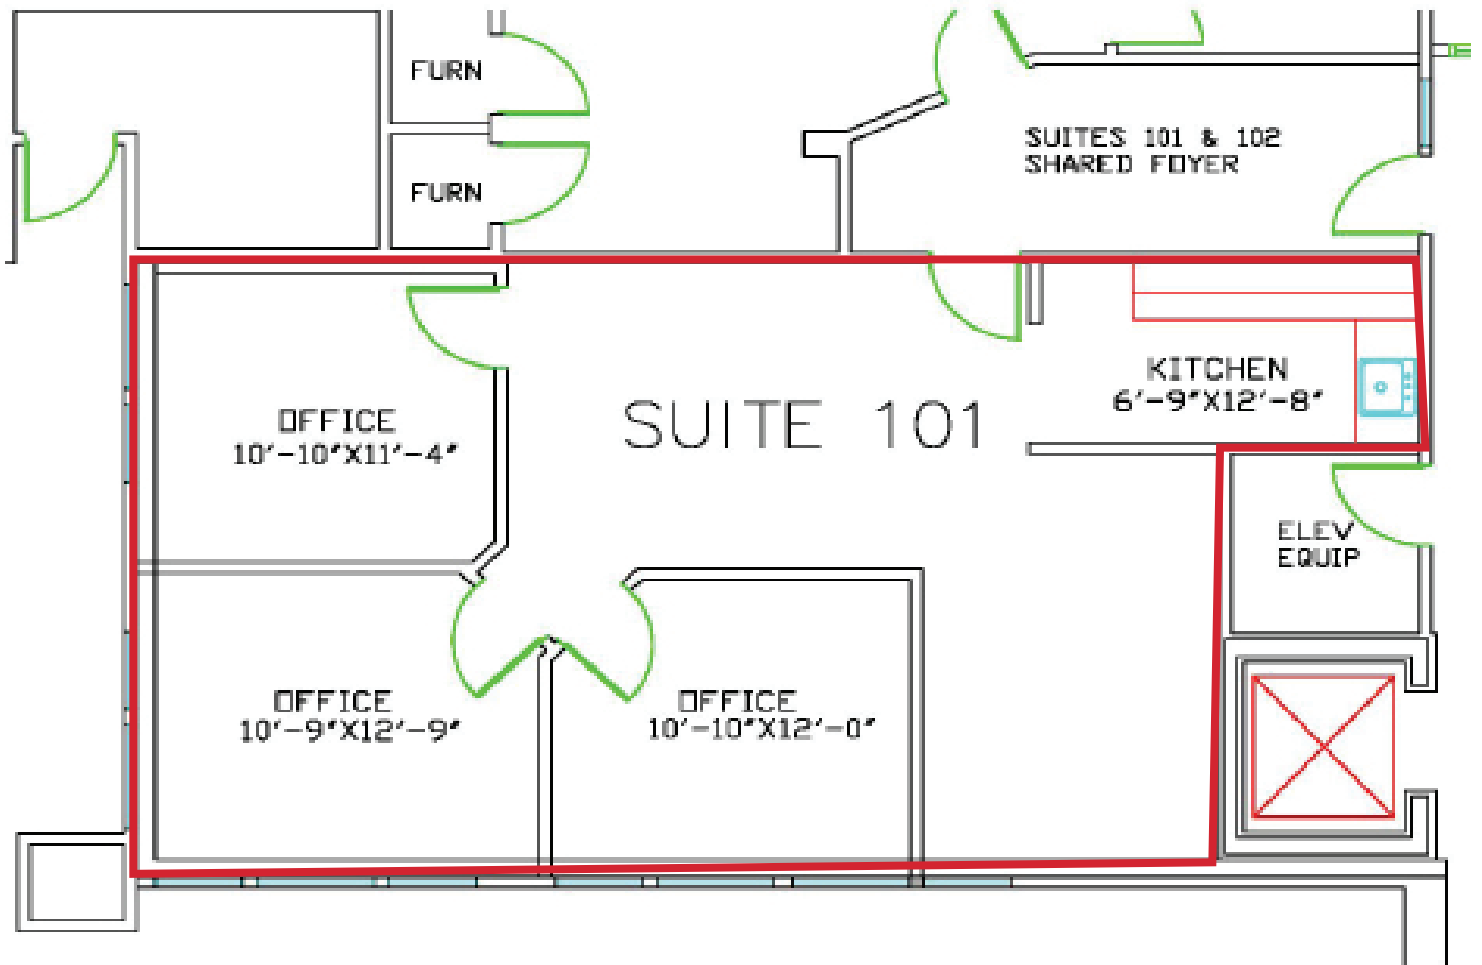 FURN
SUITES 101 & 102
SHARED FOYER
FURN
KITCHEN
6'-9"X12'-8"
OFFICE
10'-10"X11'-4"
SUITE 101
ELEV
EQUIP
OFFICE
10'-9"X12'-9"
OFFICE
10'-10"X12'-0"